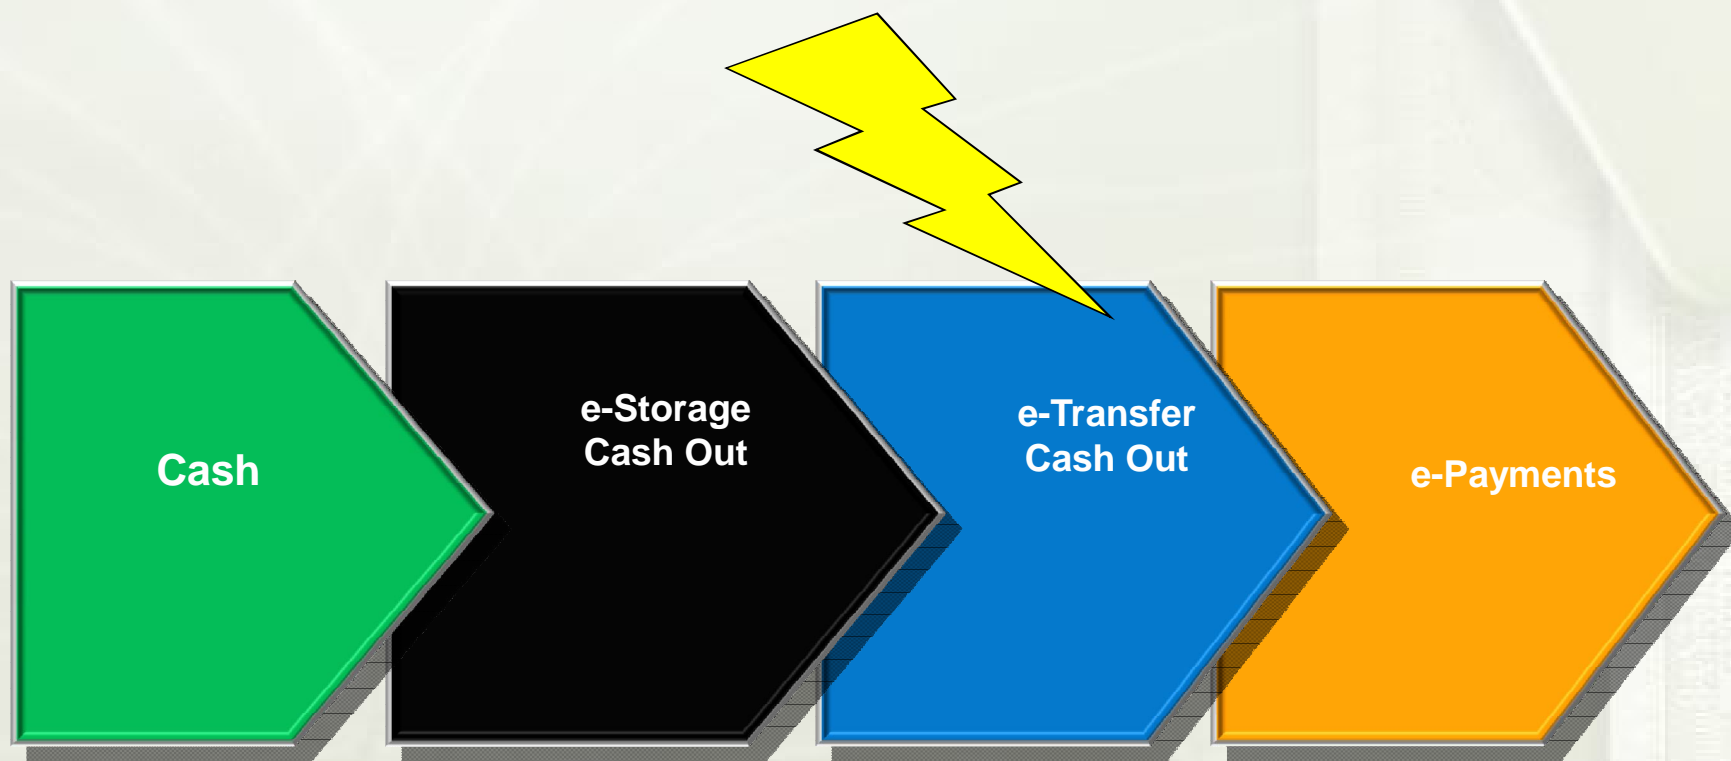 Cash
e-Storage
Cash Out
e-Transfer
Cash Out
e-Payments